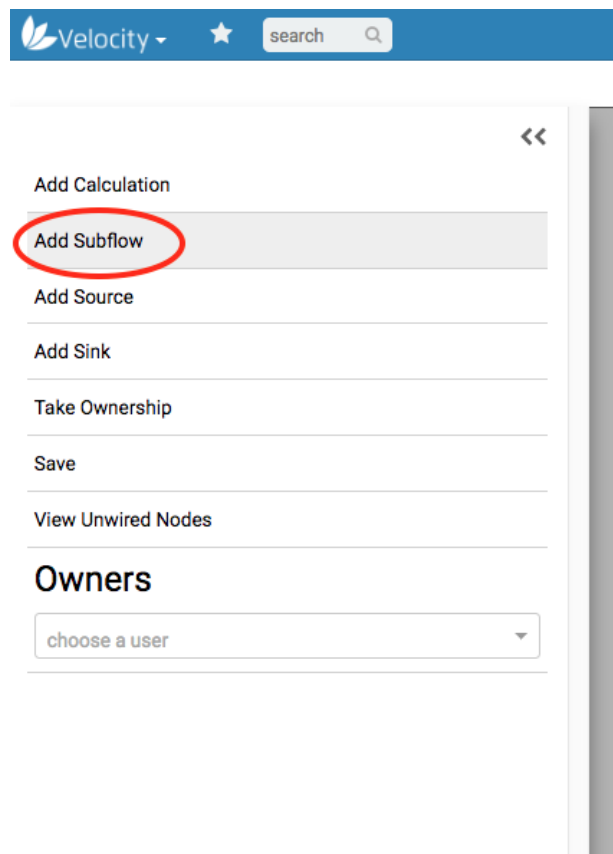 Velocity
search
<<
Add Calculation
Add Subflow
Add Source
Add Sink
Take Ownership
Save
View Unwired Nodes
Owners
choose a user